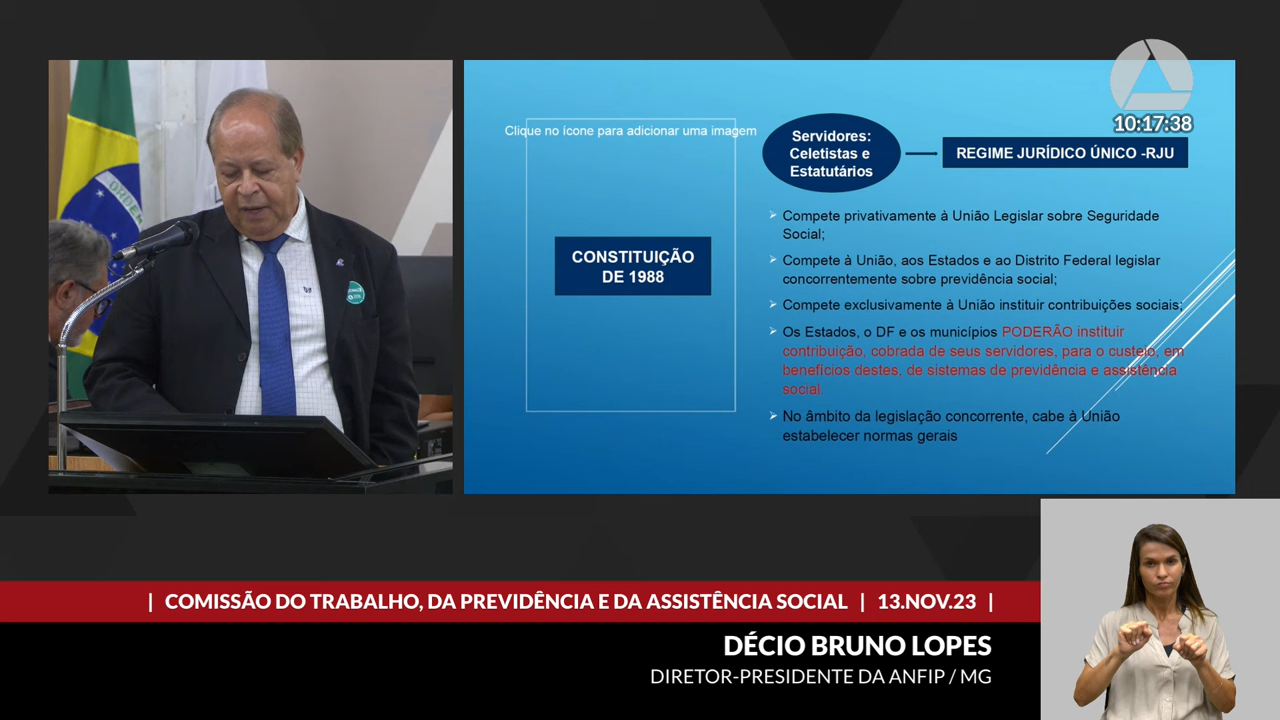 10:17:38
Clique no ícone para adicionar uma imagem
CONSTITUIÇÃO
DE 1988
Servidores:
Celetistas e
Estatutários
REGIME JURÍDICO ÚNICO -RJU
Compete privativamente à União Legislar sobre Seguridade
Social;
Compete à União, aos Estados e ao Distrito Federal legislar
concorrentemente sobre previdência social;
Compete exclusivamente à União instituir contribuições sociais;
Os Estados, o DF e os municípios PODERÃO instituir
contribuição, cobrada de seus servidores, para o custeio, em
benefícios destes, de sistemas de previdência e assistência
social.
No âmbito da legislação concorrente, cabe à União
estabelecer normas gerais
| COMISSÃO DO TRABALHO, DA PREVIDÊNCIA E DA ASSISTÊNCIA SOCIAL | 13.NOV.23 |
DÉCIO BRUNO LOPES
DIRETOR-PRESIDENTE DA ANFIP / MG